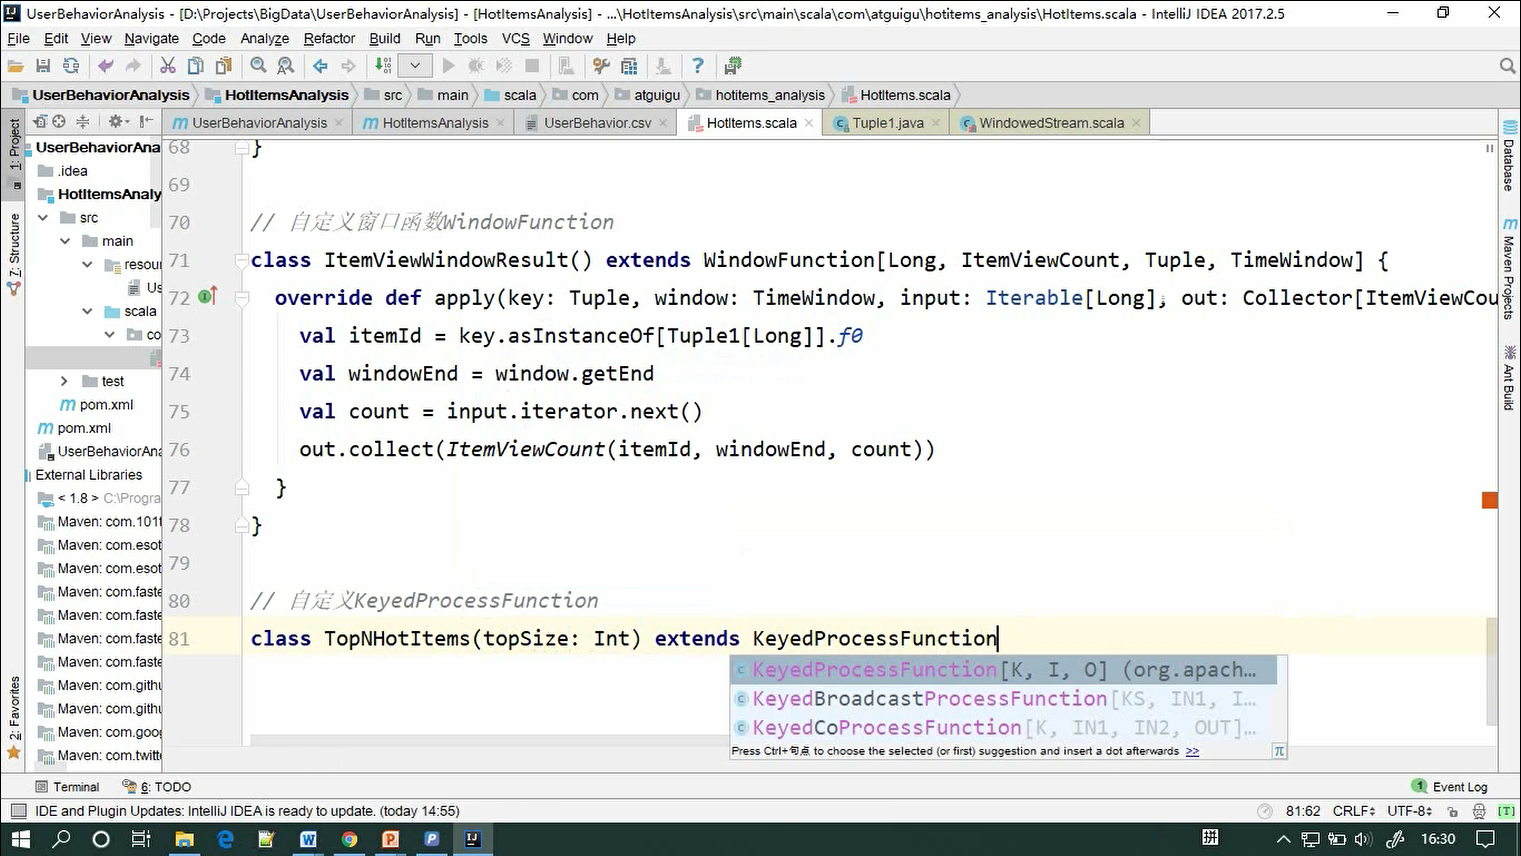 UserBehaviorAnalysis - [D:\Projects\BigData\UserBehaviorAnalysis] - [HotItemsAnalysis] - ...\HotItemsAnalysis\src\main\scala\com\atguigu\hotitems_analysis\HotItems.scala - IntelliJ IDEA 2017.2.5
File Edit View Navigate Code Analyze Refactor Build Run Tools VCS Window Help
UserBehaviorAnalysis HotItemsAnalysis src main scala com atguigu hotitems_analysis HotItems.scala
UserBehaviorAnalysis HotItemsAnalysis UserBehavior.csv HotItems.scala Tuple1.java WindowedStream.scala
1: Project
7: Structure
2: Favorites
UserBehaviorAna
.idea
HotItemsAnaly
src
main
resou
Us
scala
co
test
pom.xml
pom.xml
UserBehaviorAna
External Libraries
< 1.8 > C:\Progra
Maven: com.101t
Maven: com.esot
Maven: com.esot
Maven: com.faste
Maven: com.faste
Maven: com.faste
Maven: com.faste
Maven: com.githu
Maven: com.githu
Maven: com.goog
Maven: com.twitte
68 }
69
70 // 自定义窗口函数WindowFunction
71 class ItemViewWindowResult() extends WindowFunction[Long, ItemViewCount, Tuple, TimeWindow] {
72 override def apply(key: Tuple, window: TimeWindow, input: Iterable[Long], out: Collector[ItemViewCou
73 val itemId = key.asInstanceOf[Tuple1[Long]].f0
74 val windowEnd = window.getEnd
75 val count = input.iterator.next()
76 out.collect(ItemViewCount(itemId, windowEnd, count))
77 }
78 }
79
80 // 自定义KeyedProcessFunction
81 class TopNHotItems(topSize: Int) extends KeyedProcessFunction
KeyedProcessFunction[K, I, O] (org.apach...
KeyedBroadcastProcessFunction[KS, IN1, I...
KeyedCoProcessFunction[K, IN1, IN2, OUT]...
Press Ctrl+句点 to choose the selected (or first) suggestion and insert a dot afterwards >> π
Database
Maven Projects
Ant Build
Terminal 6: TODO 1 Event Log
IDE and Plugin Updates: IntelliJ IDEA is ready to update. (today 14:55) 81:62 CRLF UTF-8 [T]
拼 16:30